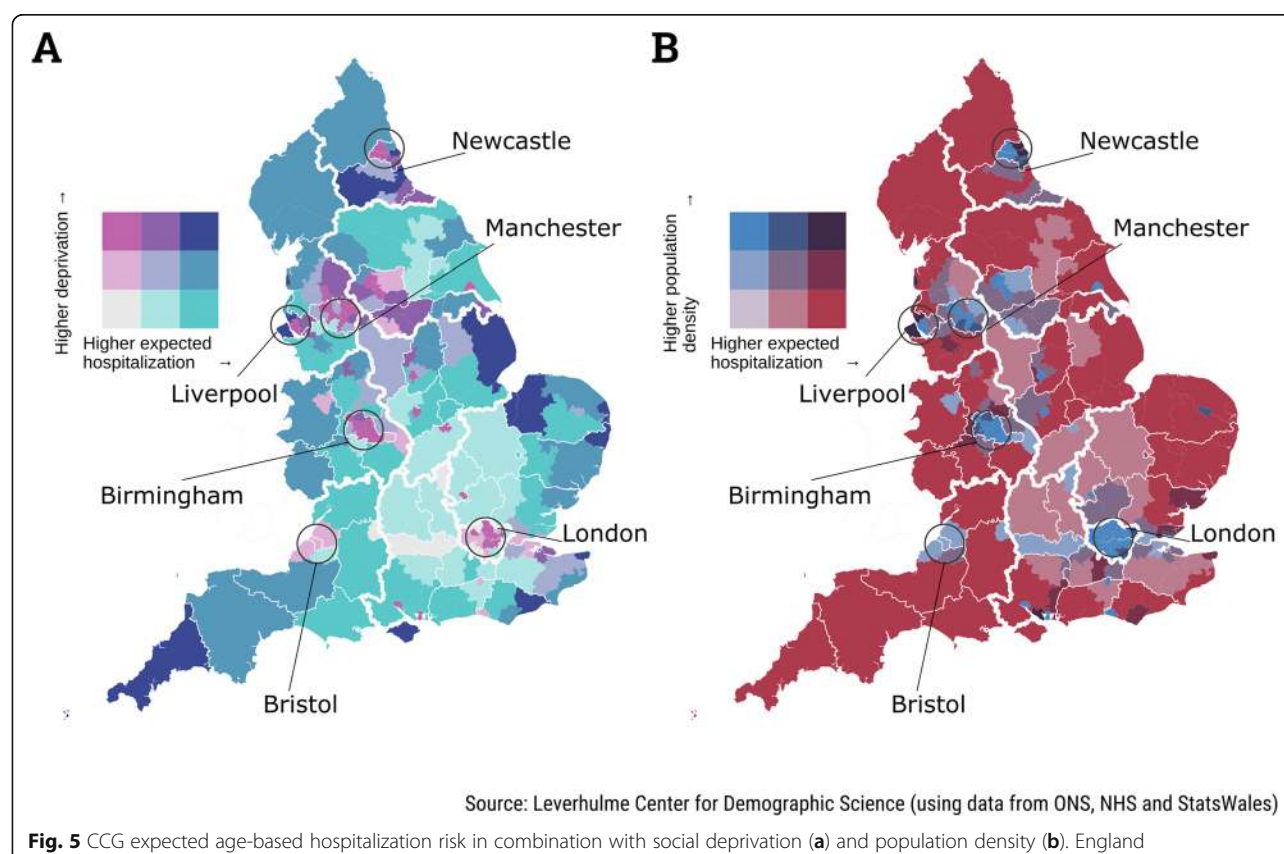 A
B
Newcastle
Manchester
Higher deprivation →
Higher expected
hospitalization →
Liverpool
Birmingham
London
Bristol
Newcastle
Manchester
Higher population
density →
Higher expected
hospitalization →
Liverpool
Birmingham
London
Bristol
Source: Leverhulme Center for Demographic Science (using data from ONS, NHS and StatsWales)
Fig. 5 CCG expected age-based hospitalization risk in combination with social deprivation (a) and population density (b). England